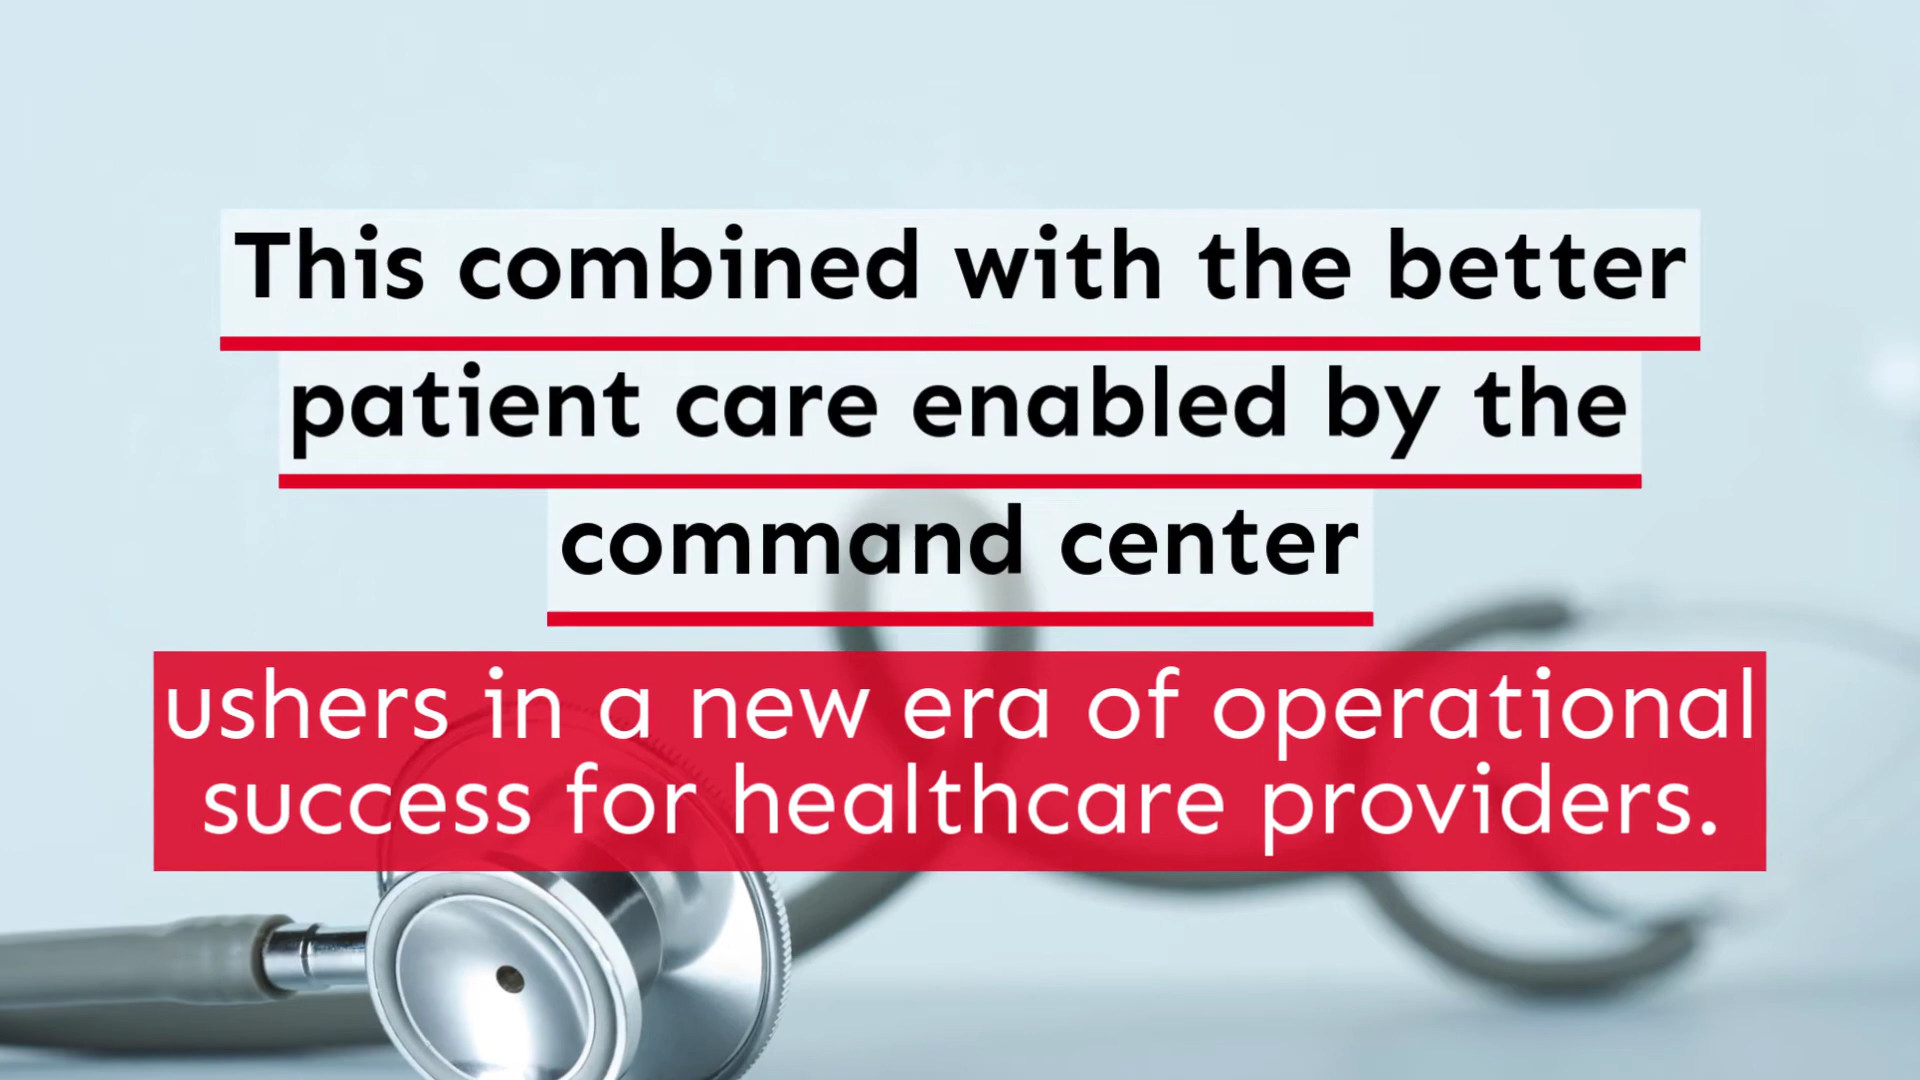 This combined with the better
patient care enabled by the
command center
ushers in a new era of operational
success for healthcare providers.